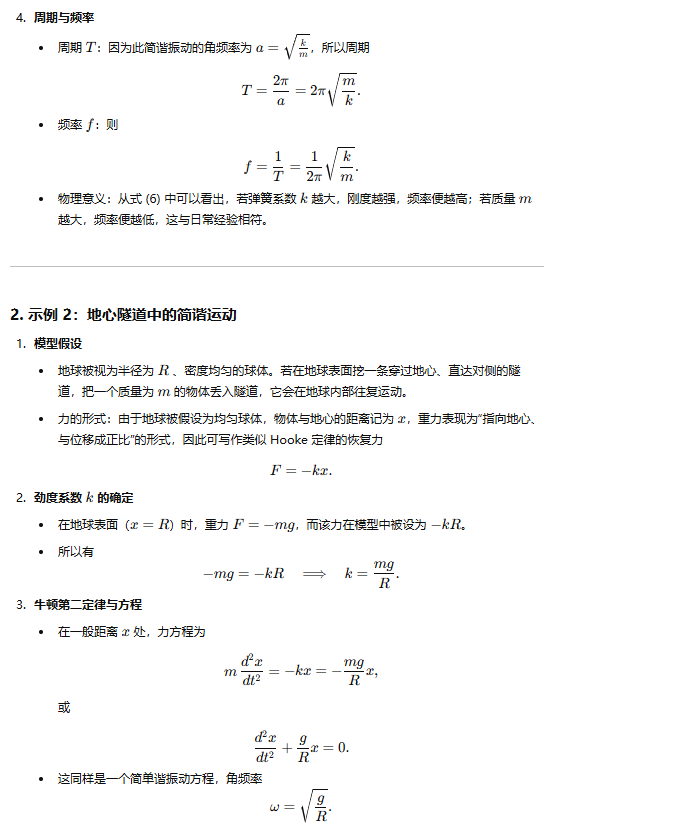 4. 周期与频率
• 周期 T：因为此简谐振动的角频率为 a = √(k/m)，所以周期
T = 2π/a = 2π√(m/k).
• 频率 f：则
f = 1/T = 1/(2π) √(k/m).
• 物理意义：从式 (6) 中可以看出，若弹簧系数 k 越大，刚度越强，频率便越高；若质量 m
越大，频率便越低，这与日常经验相符。
2. 示例 2：地心隧道中的简谐运动
1. 模型假设
• 地球被视为半径为 R 、密度均匀的球体。若在地球表面挖一条穿过地心、直达对侧的隧
道，把一个质量为 m 的物体丢入隧道，它会在地球内部往复运动。
• 力的形式：由于地球被假设为均匀球体，物体与地心的距离记为 x，重力表现为“指向地心、
与位移成正比”的形式，因此可写作类似 Hooke 定律的恢复力
F = −kx.
2. 劲度系数 k 的确定
• 在地球表面（x = R）时，重力 F = −mg，而该力在模型中被设为 −kR。
• 所以有
−mg = −kR ⟹ k = mg/R.
3. 牛顿第二定律与方程
• 在一般距离 x 处，力方程为
m d²x/dt² = −kx = −(mg/R)x,
或
d²x/dt² + (g/R)x = 0.
• 这同样是一个简单谐振动方程，角频率
ω = √(g/R).